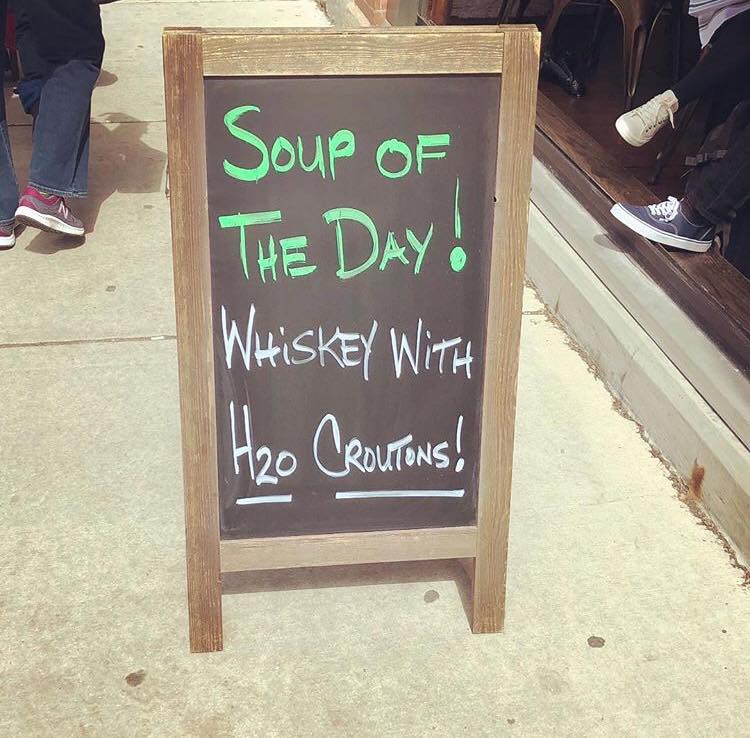 Soup of
The Day!
Whiskey With
H2O Croutons!